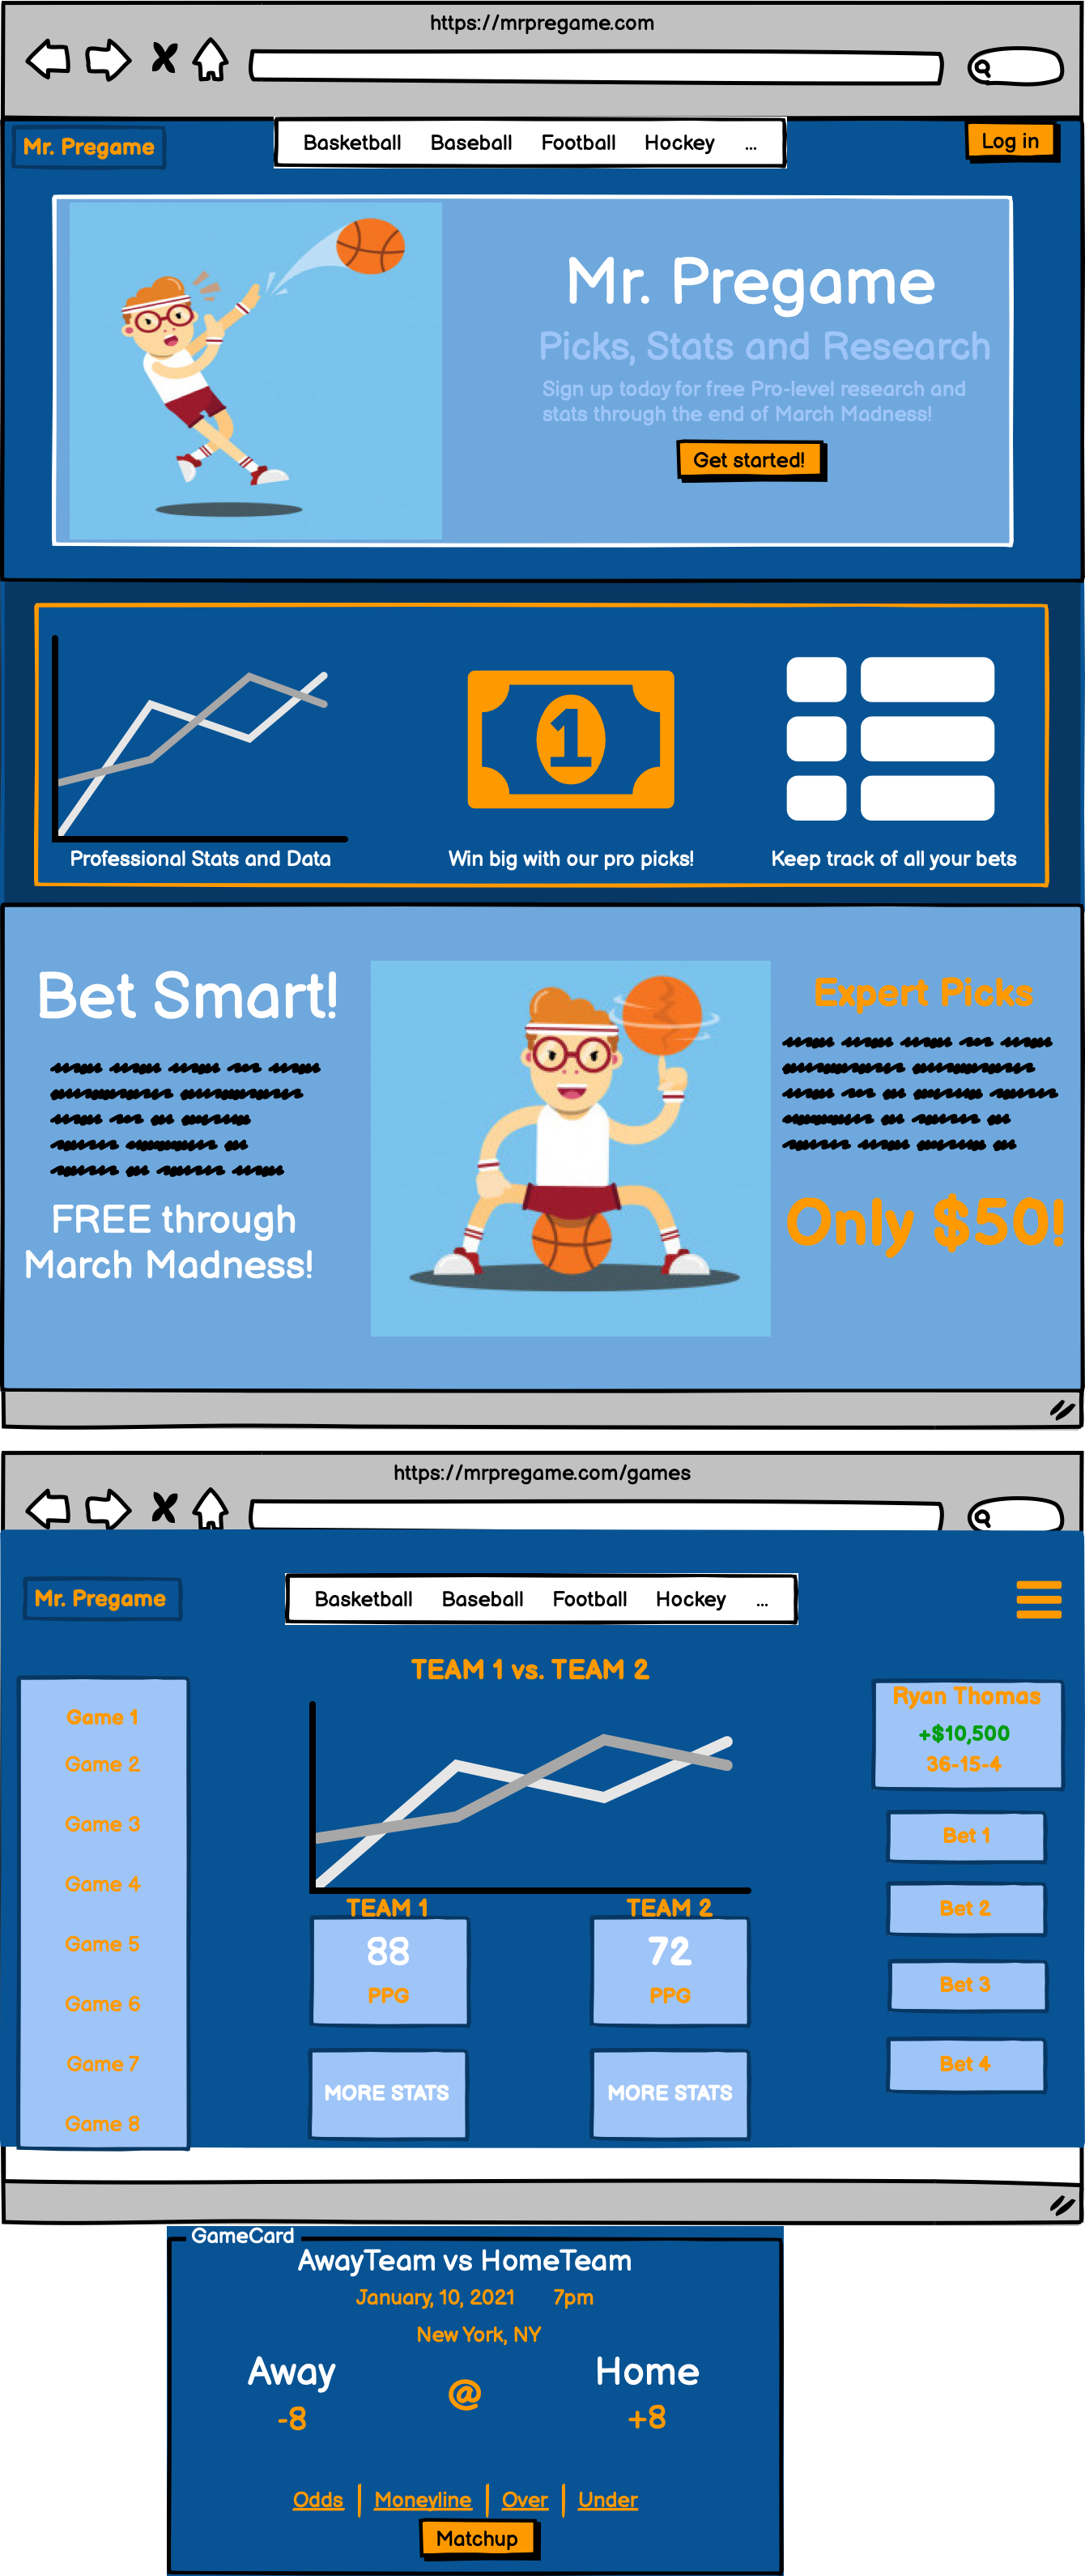 https://mrpregame.com
Mr. Pregame
Basketball Baseball Football Hockey ...
Log in
Mr. Pregame
Picks, Stats and Research
Sign up today for free Pro-level research and
stats through the end of March Madness!
Get started!
1
Professional Stats and Data
Win big with our pro picks!
Keep track of all your bets
Bet Smart!
FREE through
March Madness!
Expert Picks
Only $50!
https://mrpregame.com/games
Mr. Pregame
Basketball Baseball Football Hockey ...
Game 1
Game 2
Game 3
Game 4
Game 5
Game 6
Game 7
Game 8
TEAM 1 vs. TEAM 2
TEAM 1
88
PPG
MORE STATS
TEAM 2
72
PPG
MORE STATS
Ryan Thomas
+$10,500
36-15-4
Bet 1
Bet 2
Bet 3
Bet 4
GameCard
AwayTeam vs HomeTeam
January, 10, 2021 7pm
New York, NY
Away @ Home
-8 +8
Odds | Moneyline | Over | Under
Matchup